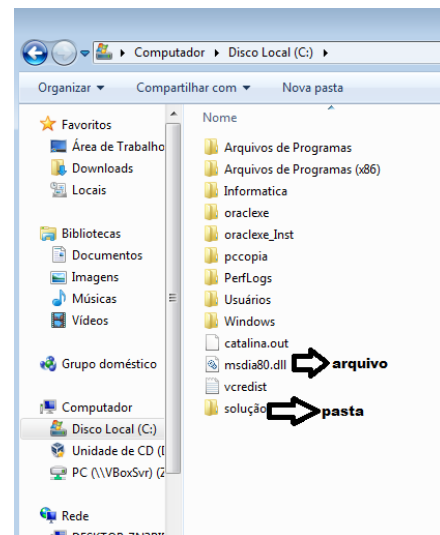 Computador ▸ Disco Local (C:) ▸
Organizar Compartilhar com Nova pasta
Favoritos
Área de Trabalho
Downloads
Locais
Bibliotecas
Documentos
Imagens
Músicas
Vídeos
Grupo doméstico
Computador
Disco Local (C:)
Unidade de CD (
PC (\\VBoxSvr) (
Rede
Nome
Arquivos de Programas
Arquivos de Programas (x86)
Informatica
oraclexe
oraclexe_Inst
pccopia
PerfLogs
Usuários
Windows
catalina.out
msdia80.dll arquivo
vcredist
solução pasta